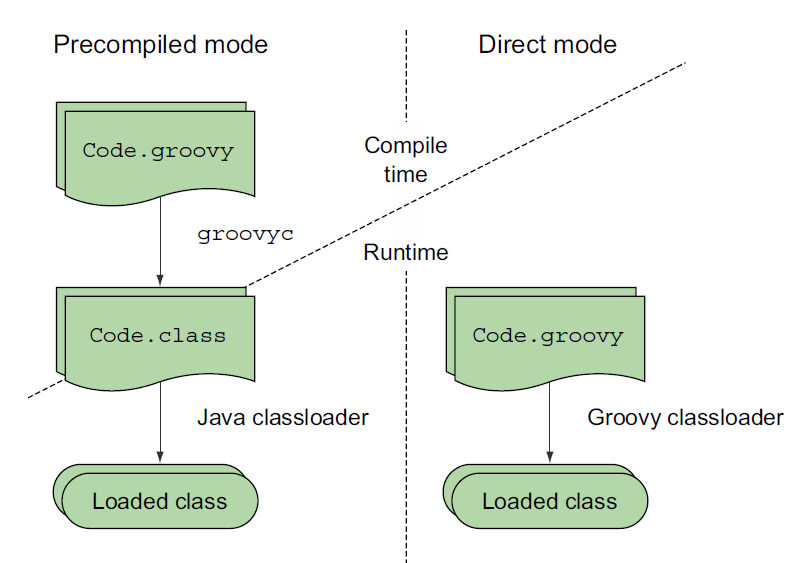 Precompiled mode
Direct mode
Code.groovy
Compile
time
groovyc
Runtime
Code.class
Code.groovy
Java classloader
Groovy classloader
Loaded class
Loaded class